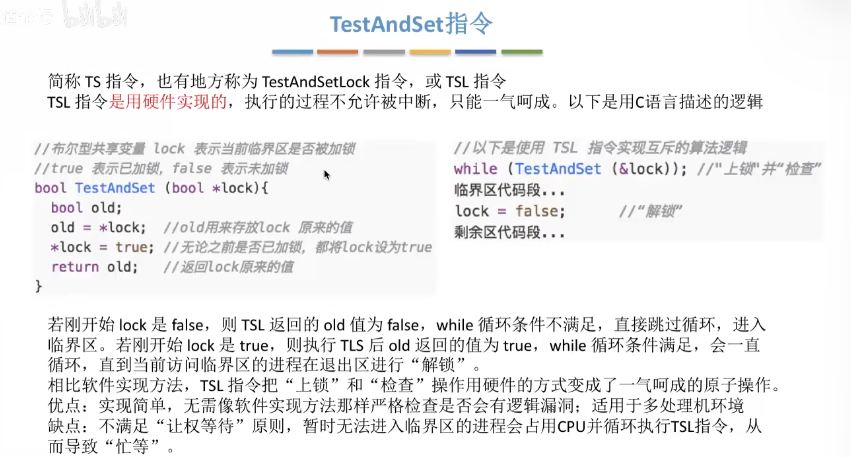 TestAndSet指令
简称 TS 指令，也有地方称为 TestAndSetLock 指令，或 TSL 指令
TSL 指令是用硬件实现的，执行的过程不允许被中断，只能一气呵成。以下是用C语言描述的逻辑
//布尔型共享变量 lock 表示当前临界区是否被加锁
//true 表示已加锁，false 表示未加锁
bool TestAndSet (bool *lock){
bool old;
old = *lock; //old用来存放lock 原来的值
*lock = true; //无论之前是否已加锁，都将lock设为true
return old; //返回lock原来的值
}
//以下是使用 TSL 指令实现互斥的算法逻辑
while (TestAndSet (&lock)); //"上锁"并“检查”
临界区代码段...
lock = false; //“解锁”
剩余区代码段...
若刚开始 lock 是 false，则 TSL 返回的 old 值为 false，while 循环条件不满足，直接跳过循环，进入
临界区。若刚开始 lock 是 true，则执行 TLS 后 old 返回的值为 true，while 循环条件满足，会一直
循环，直到当前访问临界区的进程在退出区进行“解锁”。
相比软件实现方法，TSL 指令把“上锁”和“检查”操作用硬件的方式变成了一气呵成的原子操作。
优点：实现简单，无需像软件实现方法那样严格检查是否会有逻辑漏洞；适用于多处理机环境
缺点：不满足“让权等待”原则，暂时无法进入临界区的进程会占用CPU并循环执行TSL指令，从
而导致“忙等”。